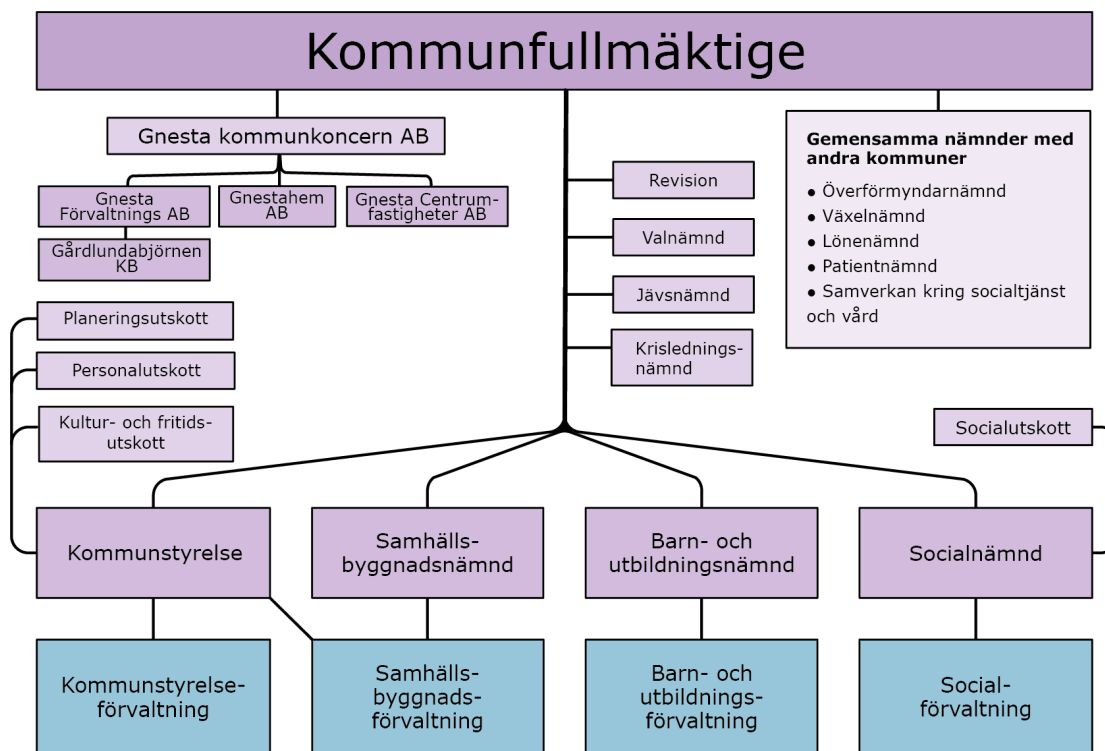 Kommunfullmäktige
Gnesta kommunkoncern AB
Gnesta
Förvaltnings AB
Gnestahem
AB
Gnesta Centrum-
fastigheter AB
Gårdlundabjörnen
KB
Revision
Valnämnd
Jävsnämnd
Krislednings-
nämnd
Gemensamma nämnder med
andra kommuner
● Överförmyndarnämnd
● Växelnämnd
● Lönenämnd
● Patientnämnd
● Samverkan kring socialtjänst
och vård
Planeringsutskott
Personalutskott
Kultur- och fritids-
utskott
Socialutskott
Kommunstyrelse
Samhälls-
byggnadsnämnd
Barn- och
utbildningsnämnd
Socialnämnd
Kommunstyrelse-
förvaltning
Samhälls-
byggnads-
förvaltning
Barn- och
utbildnings-
förvaltning
Social-
förvaltning